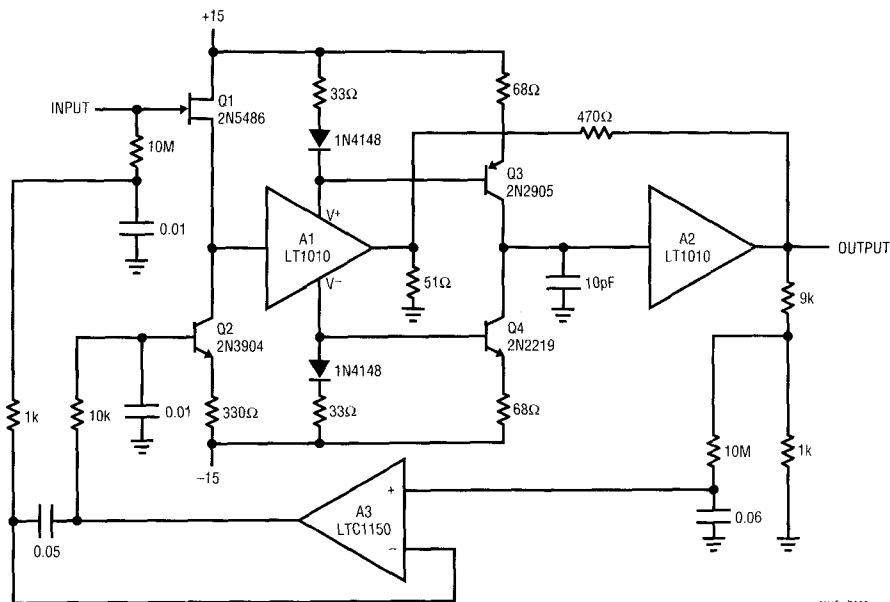 +15
INPUT
Q1
2N5486
10M
0.01
33Ω
1N4148
68Ω
470Ω
Q3
2N2905
V+
A1
LT1010
V−
51Ω
10pF
A2
LT1010
OUTPUT
9k
Q2
2N3904
Q4
2N2219
1N4148
1k
10k
0.01
330Ω
33Ω
68Ω
10M
1k
−15
A3
LTC1150
+
−
0.05
0.06